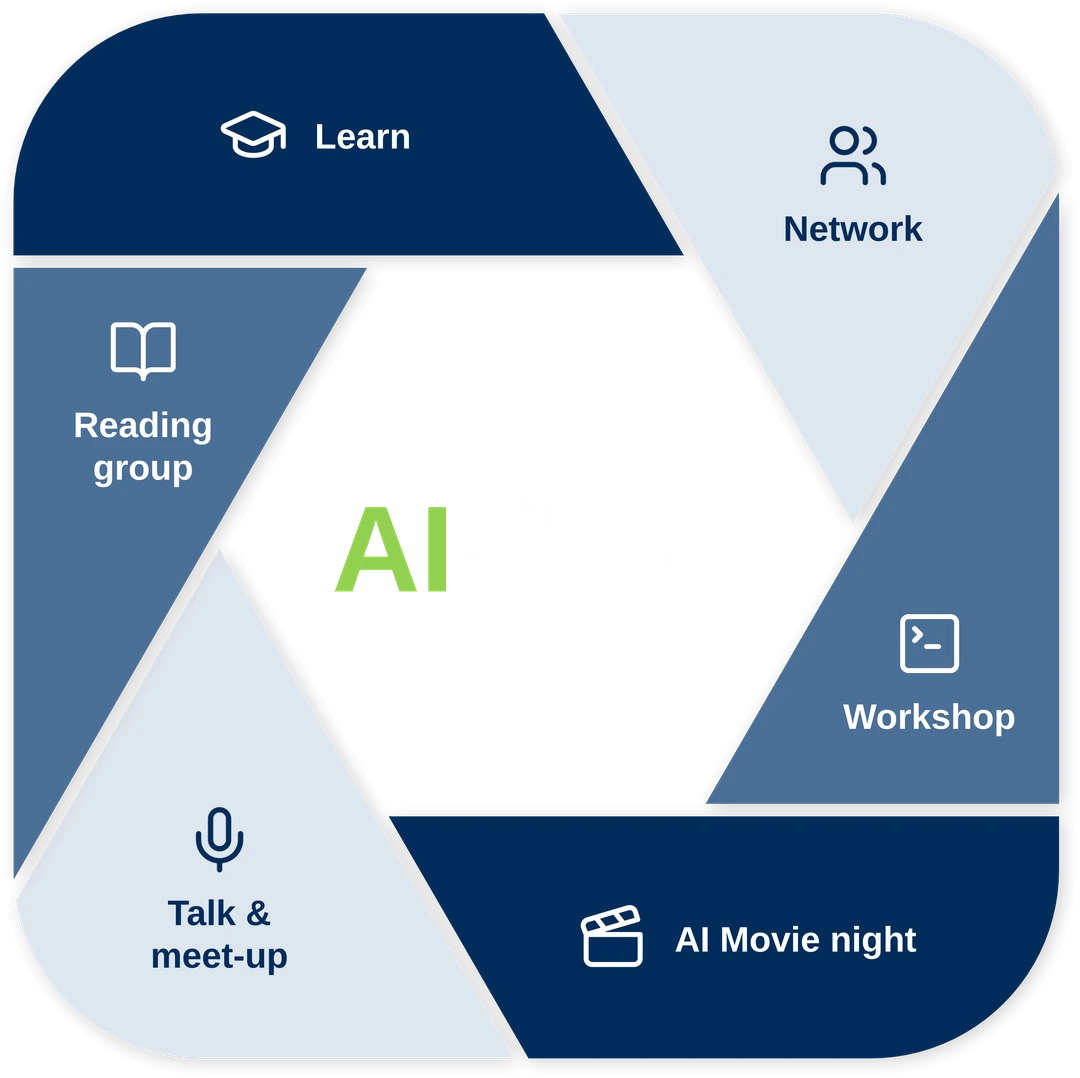 Learn
Network
Reading
group
AI
Workshop
Talk &
meet-up
AI Movie night